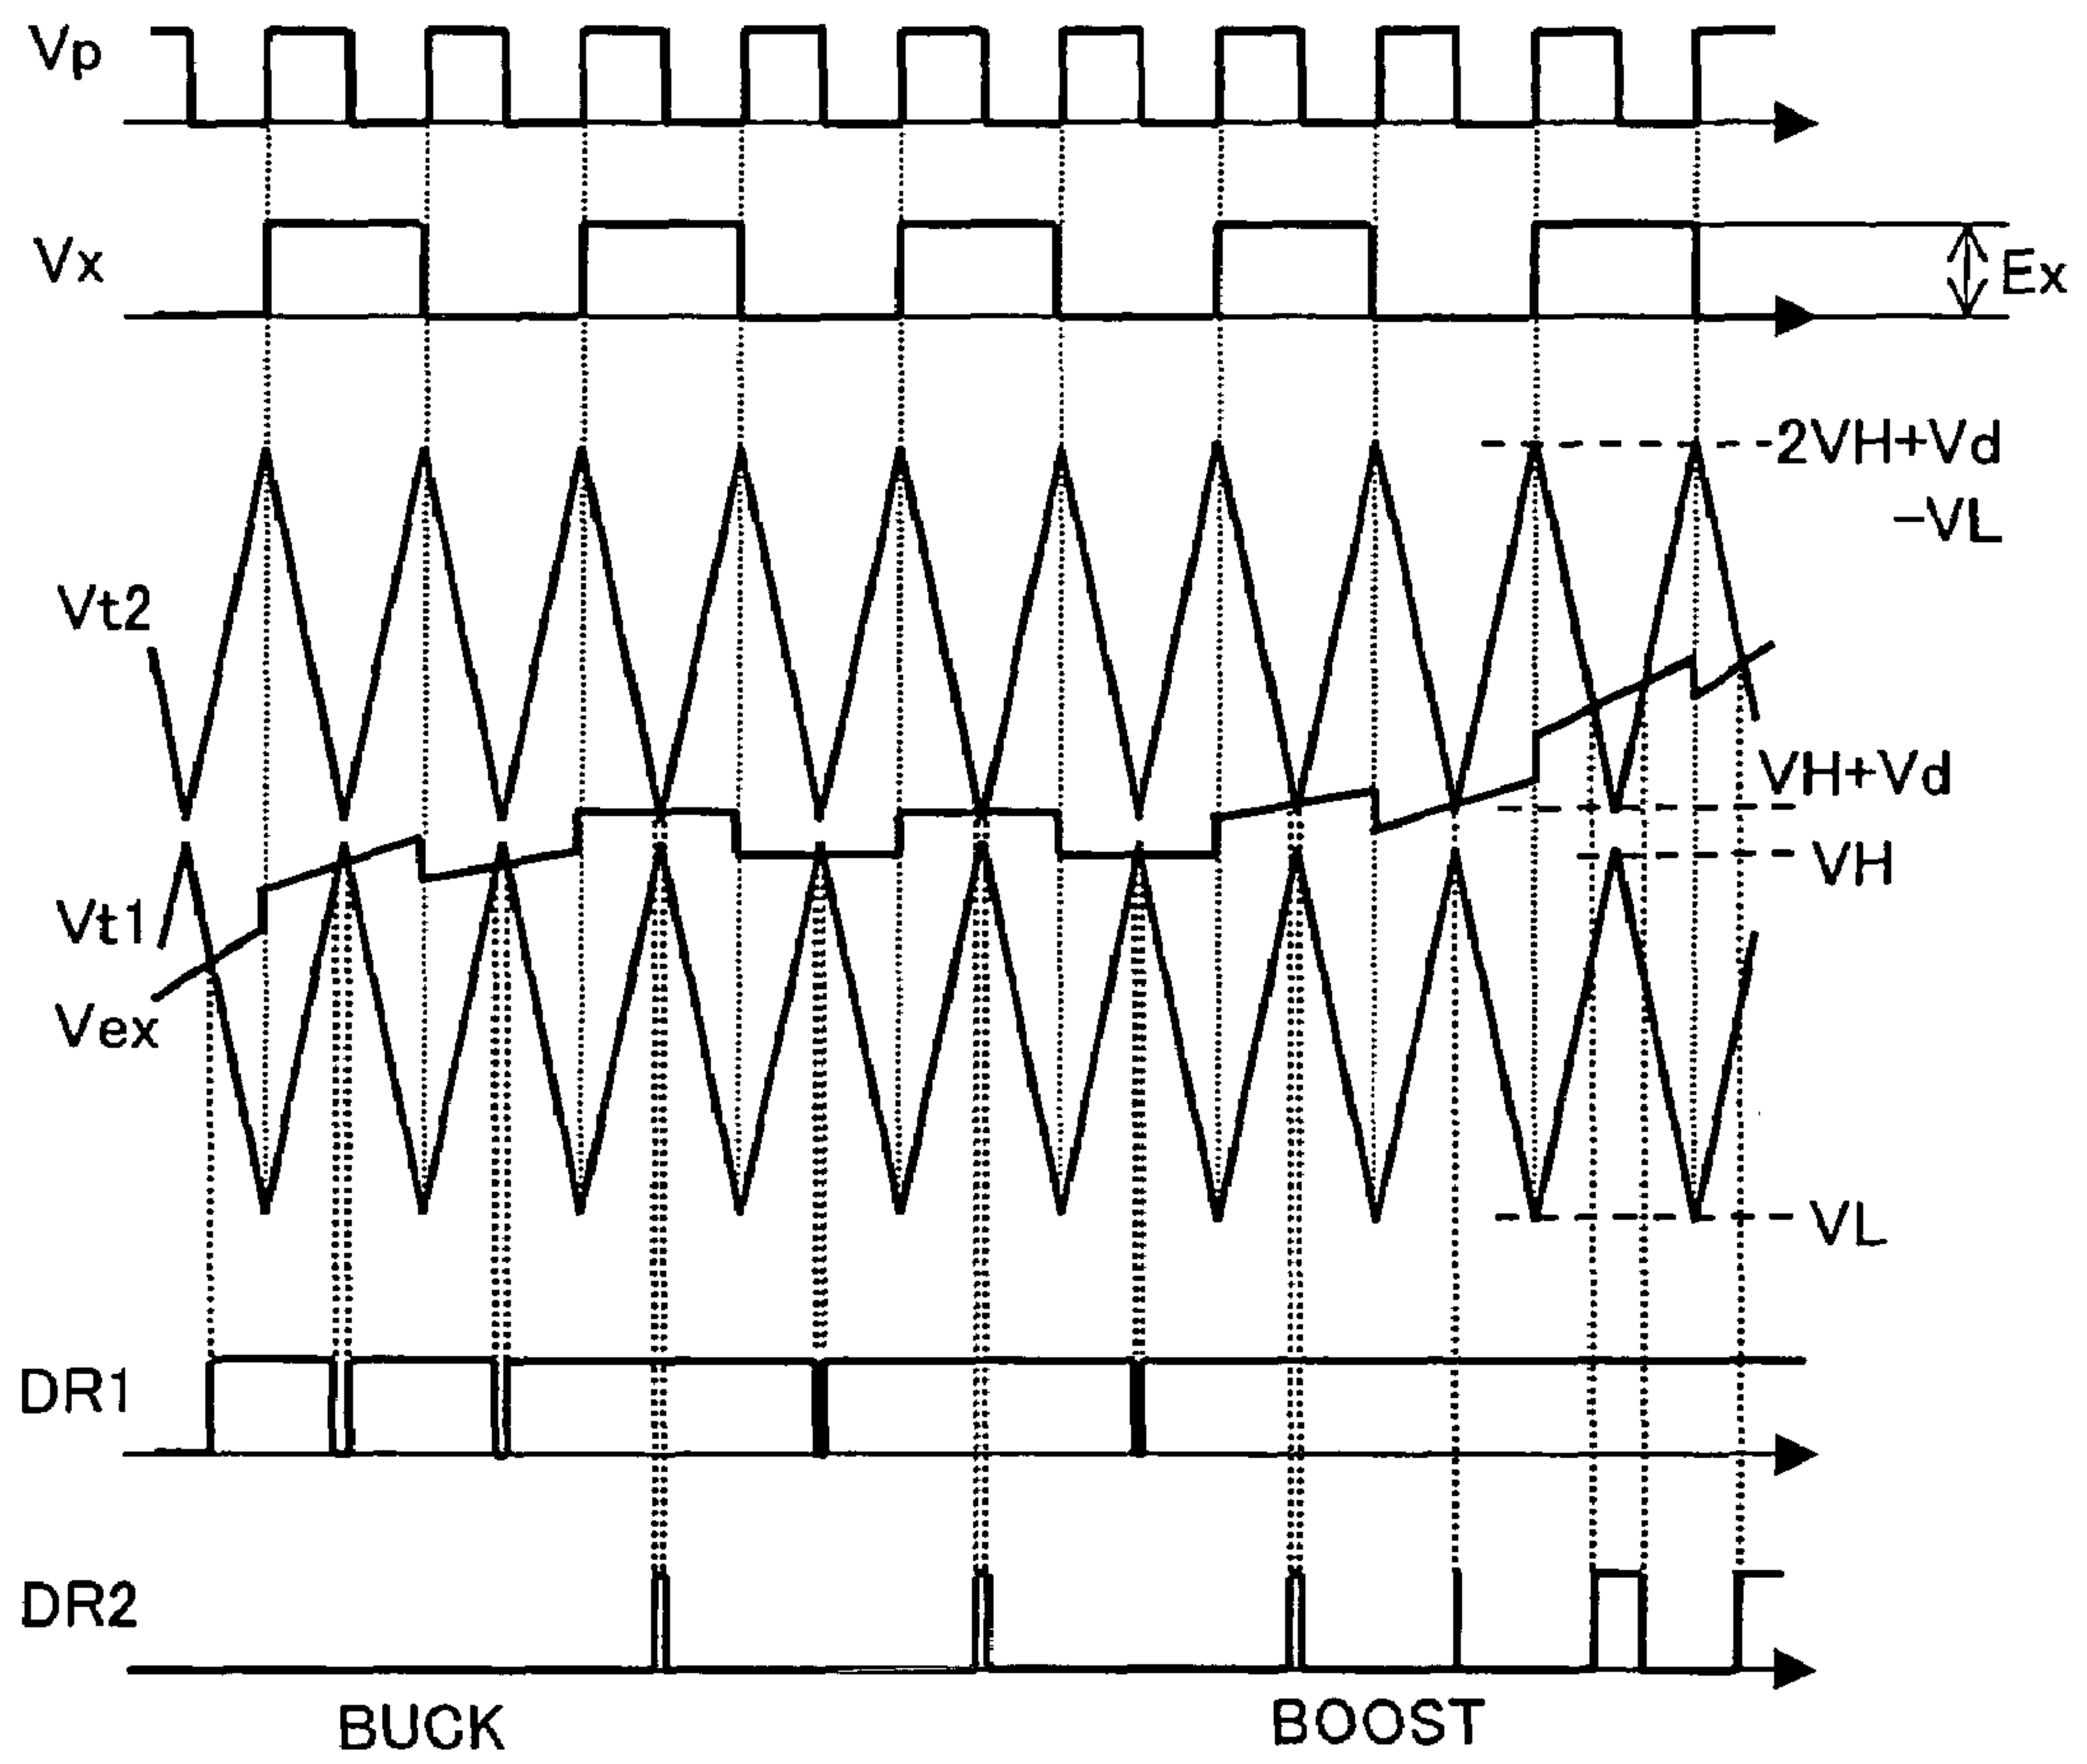 Vp
Vx
Ex
2VH+Vd
-VL
Vt2
VH+Vd
VH
Vt1
Vex
VL
DR1
DR2
BUCK
BOOST